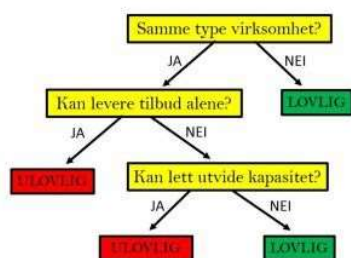 Samme type virksomhet?
JA
NEI
Kan levere tilbud alene?
LOVLIG
JA
NEI
ULOVLIG
Kan lett utvide kapasitet?
JA
NEI
ULOVLIG
LOVLIG